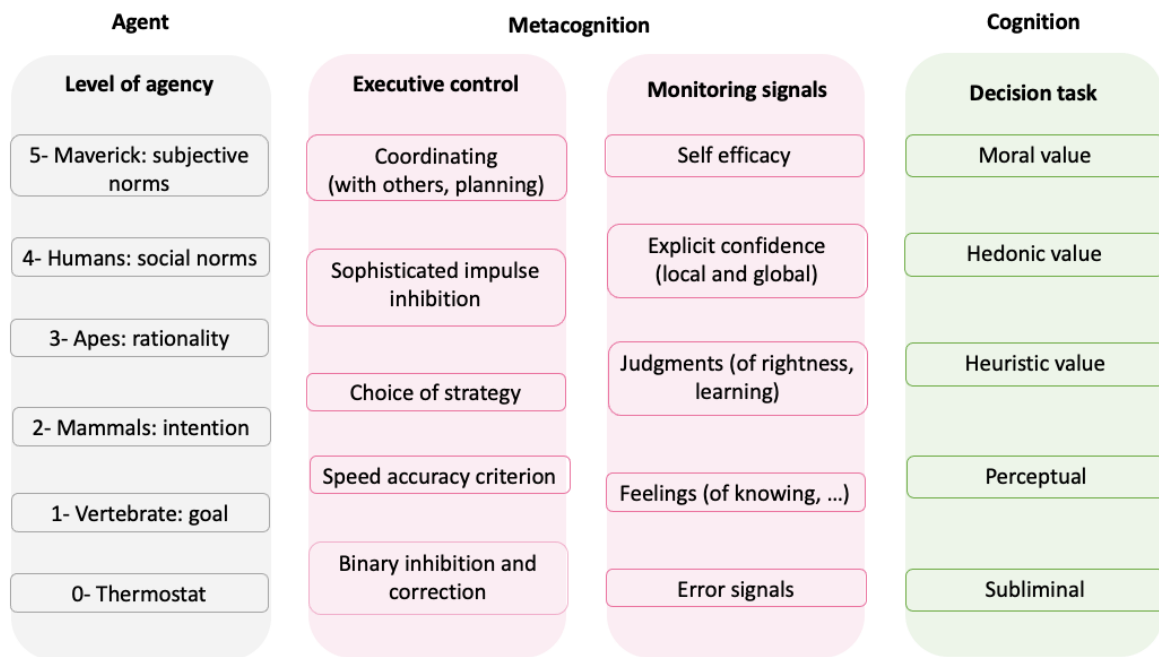 Agent
Metacognition
Cognition
Level of agency
5- Maverick: subjective
norms
4- Humans: social norms
3- Apes: rationality
2- Mammals: intention
1- Vertebrate: goal
0- Thermostat
Executive control
Coordinating
(with others, planning)
Sophisticated impulse
inhibition
Choice of strategy
Speed accuracy criterion
Binary inhibition and
correction
Monitoring signals
Self efficacy
Explicit confidence
(local and global)
Judgments (of rightness,
learning)
Feelings (of knowing, ...)
Error signals
Decision task
Moral value
Hedonic value
Heuristic value
Perceptual
Subliminal